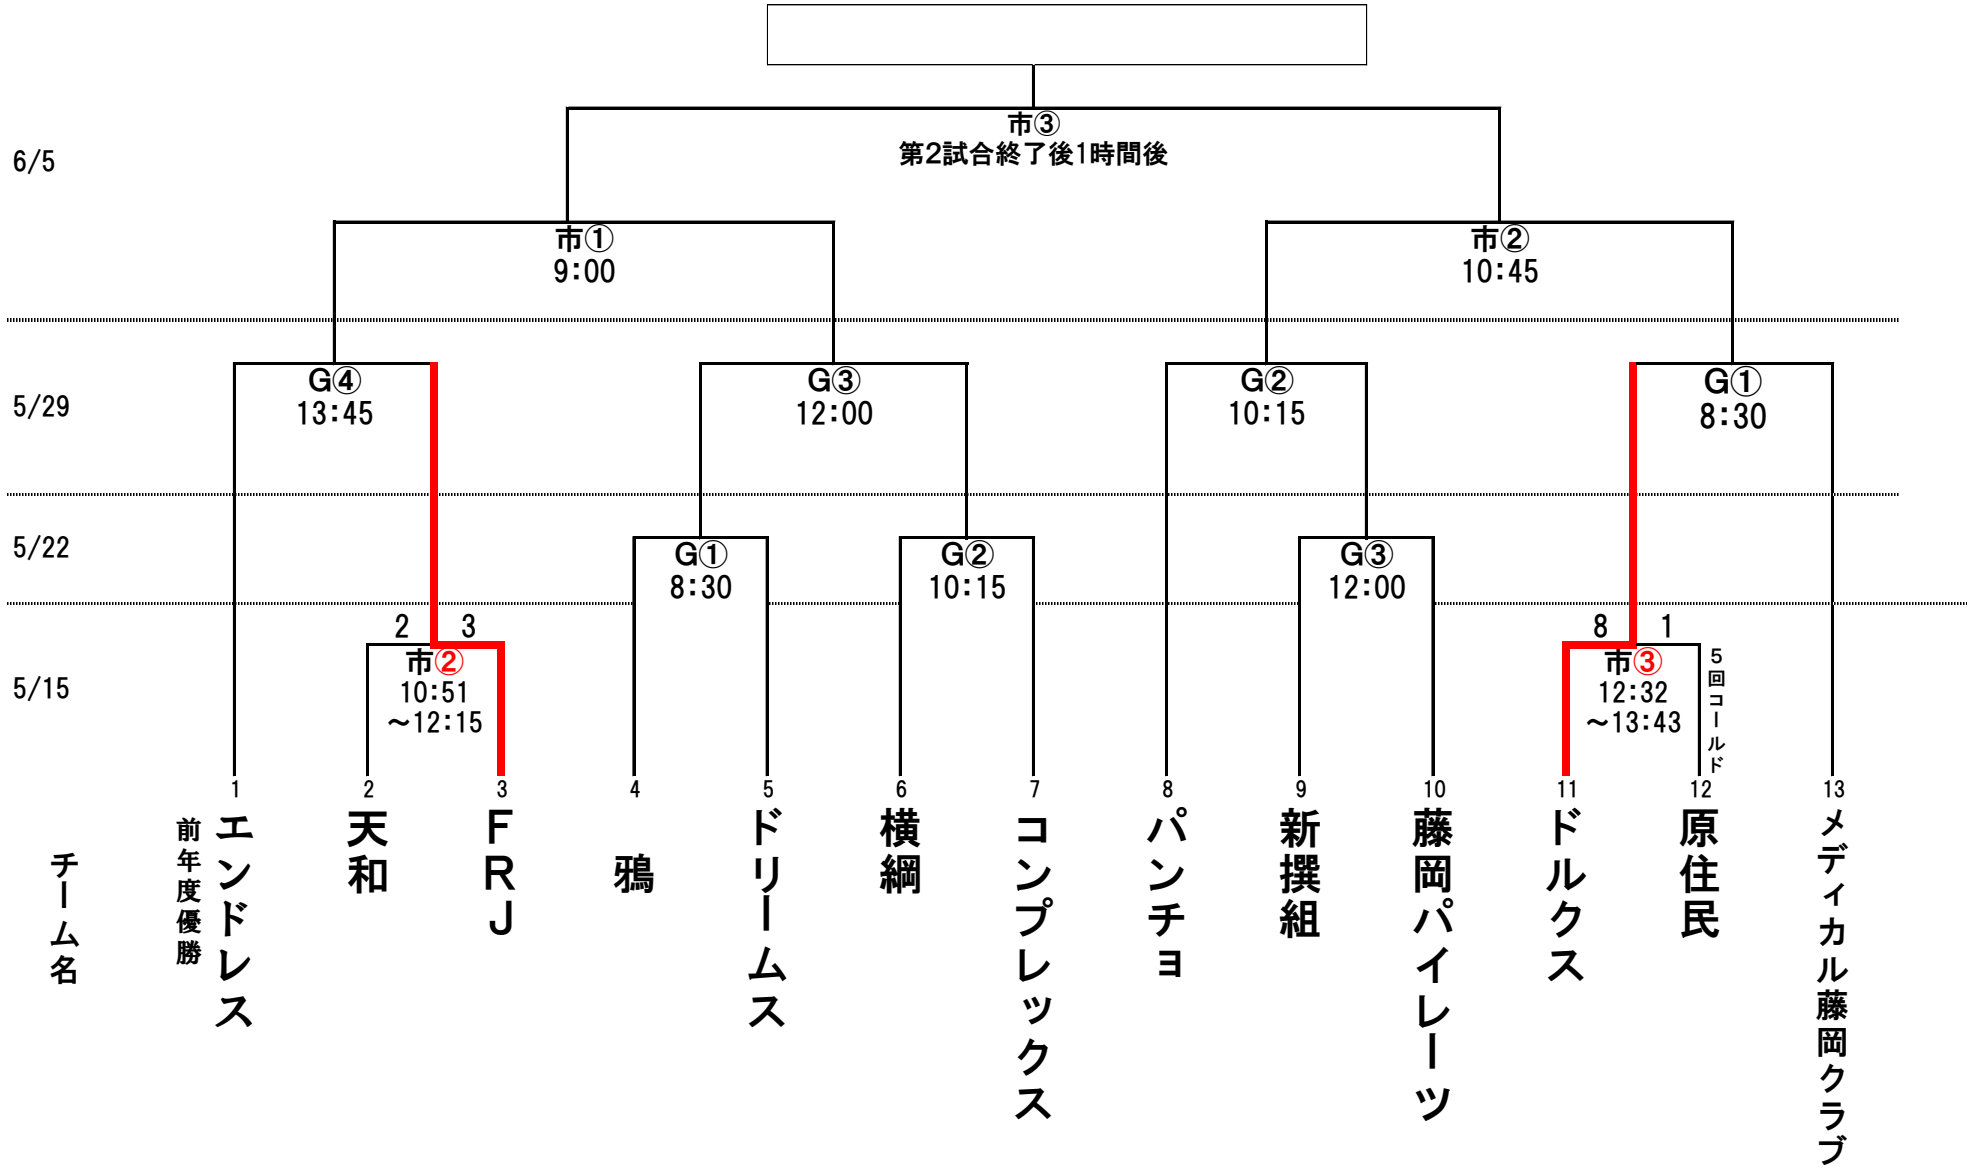 市③
第2試合終了後1時間後
6/5
市①
9:00
市②
10:45
5/29
G④
13:45
G③
12:00
G②
10:15
G①
8:30
5/22
G①
8:30
G②
10:15
G③
12:00
5/15
2 3
市②
10:51
~12:15
8 1
市③
12:32
~13:43
5回コールド
1 2 3 4 5 6 7 8 9 10 11 12 13
チーム名
前年度優勝
エンドレス
天和
FRJ
鴉
ドリームス
横綱
コンプレックス
パンチョ
新撰組
藤岡パイレーツ
ドルクス
原住民
メディカル藤岡クラブ